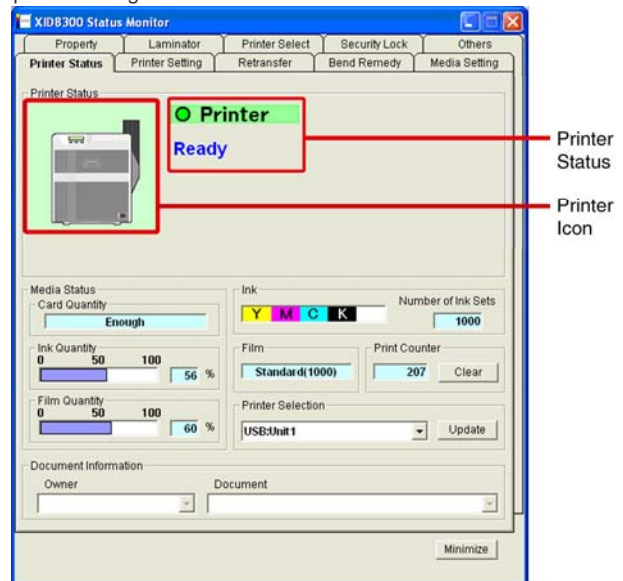 XID8300 Status Monitor
Property Laminator Printer Select Security Lock Others
Printer Status Printer Setting Retransfer Bend Remedy Media Setting
Printer Status
Printer
Ready
Printer
Status
Printer
Icon
Media Status
Card Quantity
Enough
Ink
Y M C K
Number of Ink Sets
1000
Ink Quantity
0 50 100
56 %
Film
Standard(1000)
Print Counter
207 Clear
Film Quantity
0 50 100
60 %
Printer Selection
USB:Unit1 Update
Document Information
Owner Document
Minimize